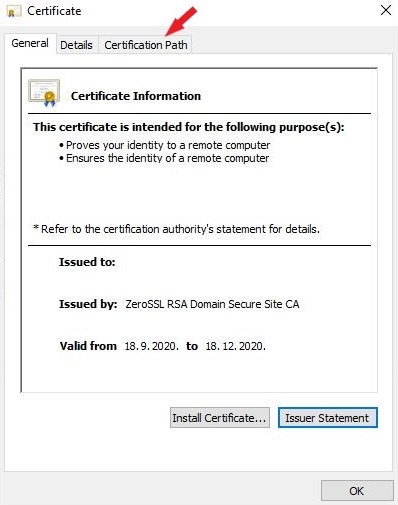 Certificate
General Details Certification Path
Certificate Information
This certificate is intended for the following purpose(s):
• Proves your identity to a remote computer
• Ensures the identity of a remote computer
* Refer to the certification authority's statement for details.
Issued to:
Issued by: ZeroSSL RSA Domain Secure Site CA
Valid from 18.9.2020. to 18.12.2020.
Install Certificate... Issuer Statement
OK